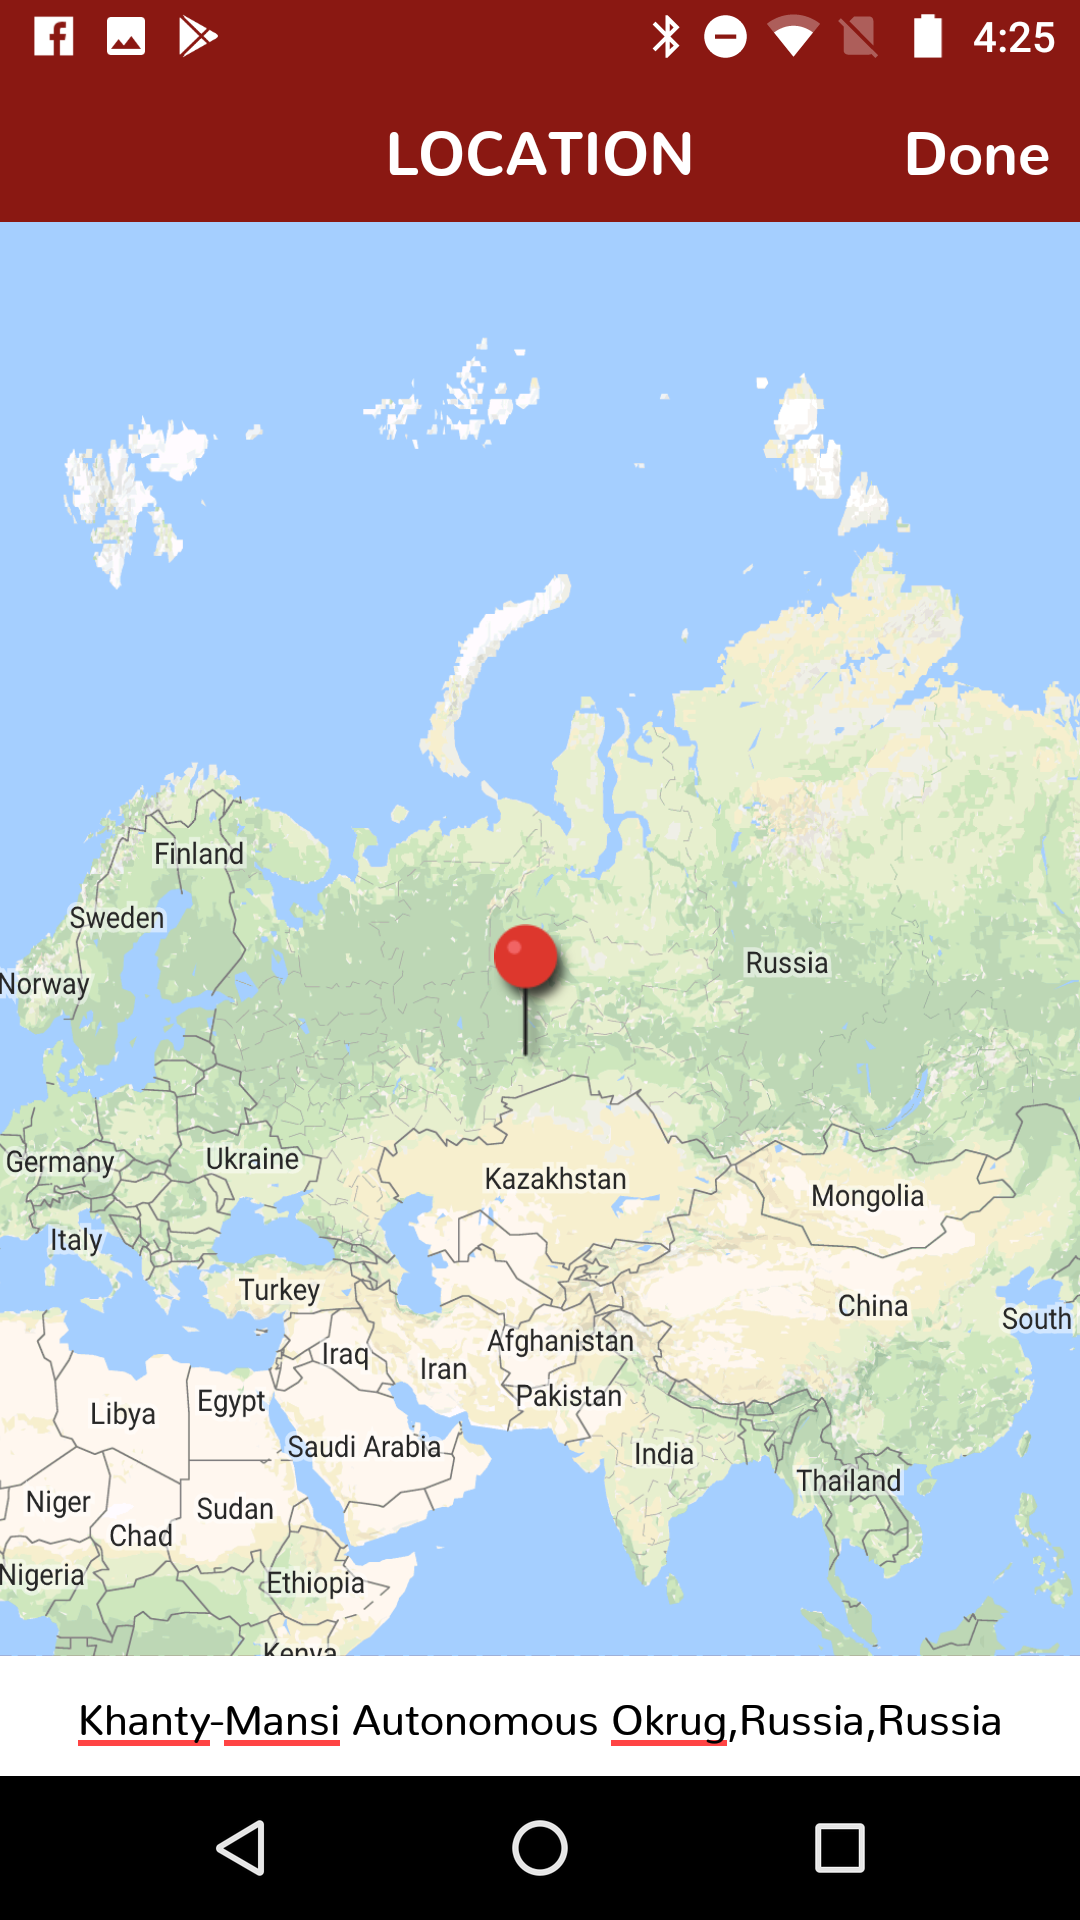 4:25
LOCATION Done
Finland
Sweden
Norway
Russia
Germany
Ukraine
Kazakhstan
Mongolia
Italy
Turkey
China
South
Afghanistan
Iraq
Iran
Pakistan
Egypt
Libya
Saudi Arabia
India
Thailand
Niger
Sudan
Chad
Nigeria
Ethiopia
Kenya
Khanty-Mansi Autonomous Okrug,Russia,Russia